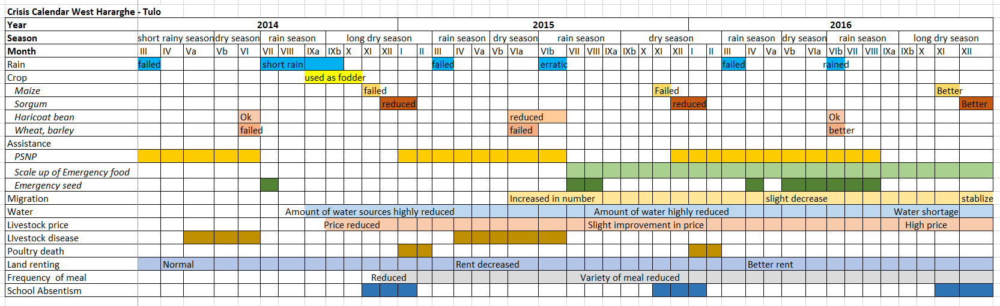 Crisis Calendar West Hararghe - Tulo
Year 2014 2015 2016
Season short rainy season dry season rain season long dry season rain season dry season rain season dry season rain season dry season rain season long dry season
Month III IV Va Vb VI VII VIII IXa IXb X XI XII I II III IV Va Vb VIa VIb VII VIII IXa IXb X XI XII I II III IV Va Vb VIa VIb VII VIII IXa IXb X XI XII
Rain failed short rain failed erratic failed rained
Crop used as fodder
Maize failed Failed Better
Sorgum reduced reduced Better
Haricoat bean Ok reduced Ok
Wheat, barley failed failed better
Assistance
PSNP
Scale up of Emergency food
Emergency seed
Migration Increased in number slight decrease stablize
Water Amount of water sources highly reduced Amount of water highly reduced Water shortage
Livestock price Price reduced Slight improvement in price High price
LIvestock disease
Poultry death
Land renting Normal Rent decreased Better rent
Frequency of meal Reduced Variety of meal reduced
School Absentism